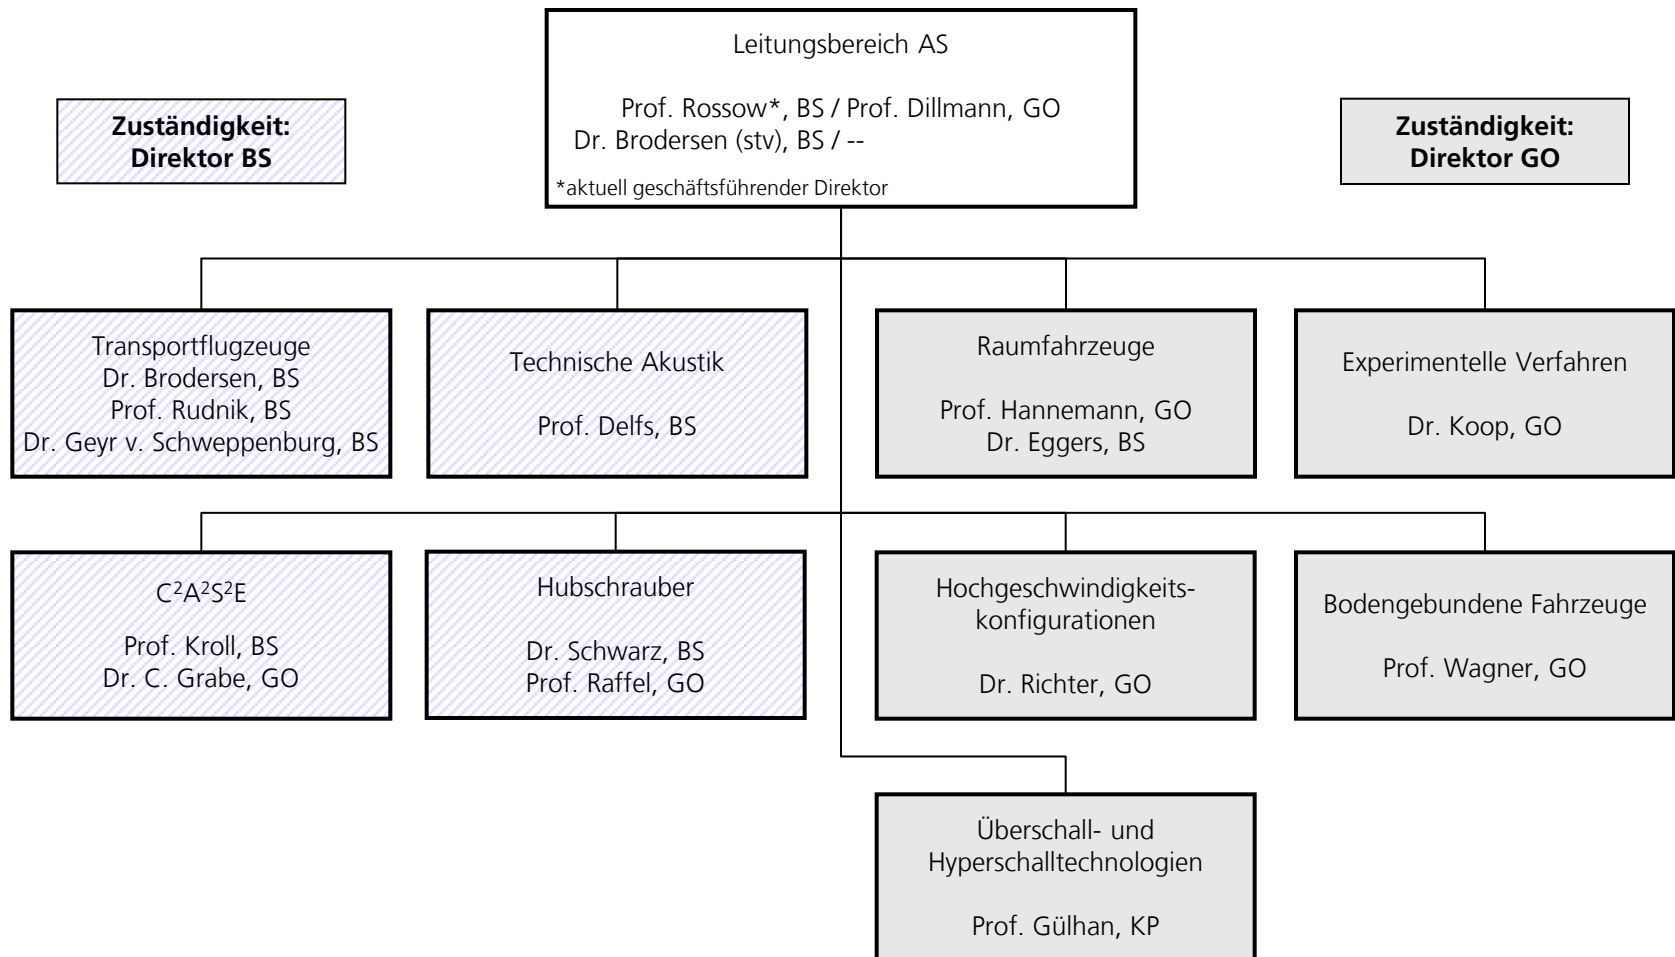 Leitungsbereich AS
Prof. Rossow*, BS / Prof. Dillmann, GO
Dr. Brodersen (stv), BS / --
*aktuell geschäftsführender Direktor
Zuständigkeit:
Direktor BS
Zuständigkeit:
Direktor GO
Transportflugzeuge
Dr. Brodersen, BS
Prof. Rudnik, BS
Dr. Geyr v. Schweppenburg, BS
Technische Akustik
Prof. Delfs, BS
Raumfahrzeuge
Prof. Hannemann, GO
Dr. Eggers, BS
Experimentelle Verfahren
Dr. Koop, GO
C²A²S²E
Prof. Kroll, BS
Dr. C. Grabe, GO
Hubschrauber
Dr. Schwarz, BS
Prof. Raffel, GO
Hochgeschwindigkeits-
konfigurationen
Dr. Richter, GO
Bodengebundene Fahrzeuge
Prof. Wagner, GO
Überschall- und
Hyperschalltechnologien
Prof. Gülhan, KP